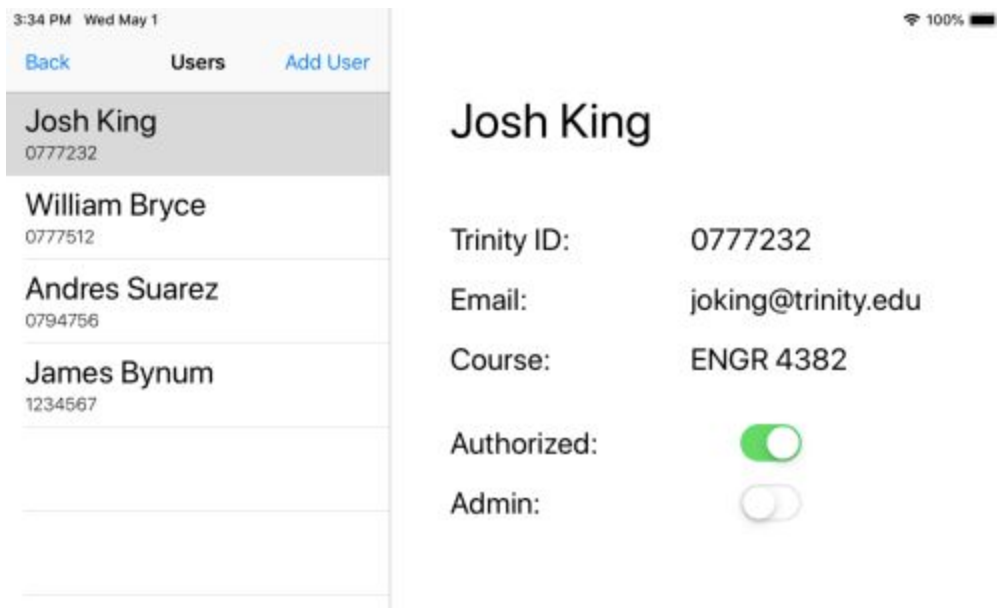 3:34 PM Wed May 1
100%
Back Users Add User
Josh King
0777232
William Bryce
0777512
Andres Suarez
0794756
James Bynum
1234567
Josh King
Trinity ID: 0777232
Email: joking@trinity.edu
Course: ENGR 4382
Authorized:
Admin: